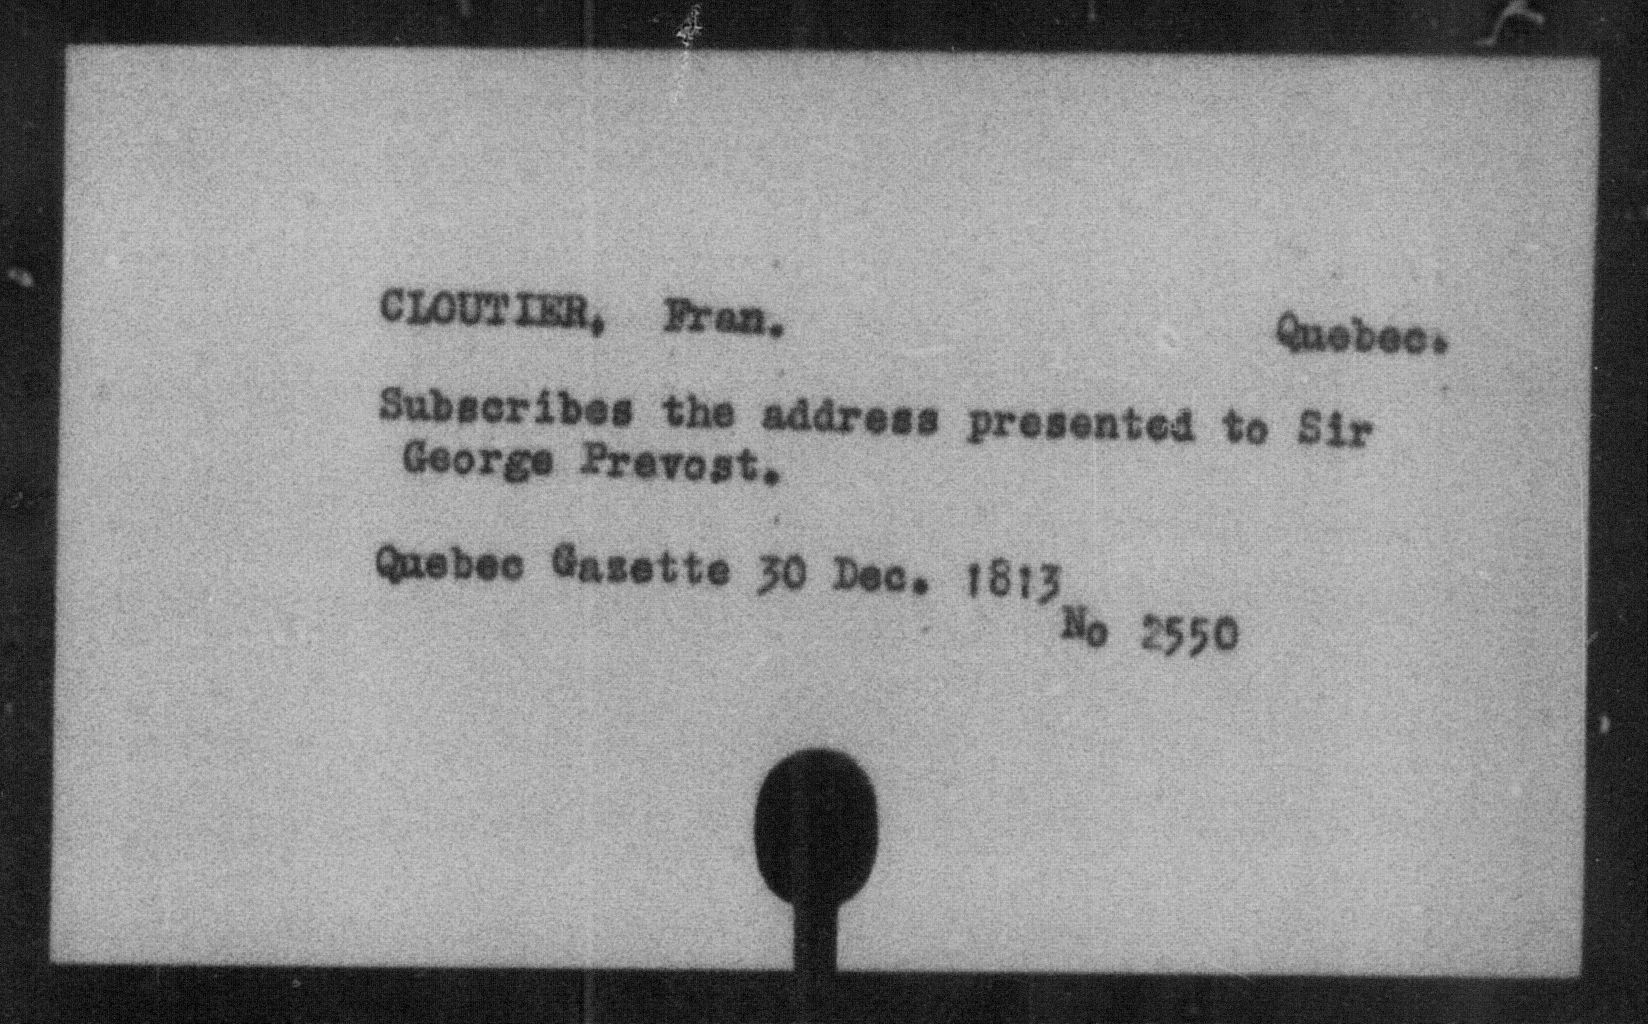 CLOUTIER, Fran. Quebec.
Subscribes the address presented to Sir
George Prevost.
Quebec Gazette 30 Dec. 1813
No 2550